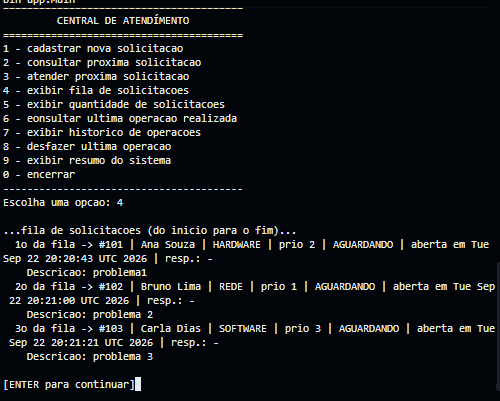 bin app.Main
========================================
CENTRAL DE ATENDÍMENTO
========================================
1 - cadastrar nova solicitacao
2 - consultar proxima solicitacao
3 - atender proxima solicitacao
4 - exibir fila de solicitacoes
5 - exibir quantidade de solicitacoes
6 - eonsultar ultima operacao realizada
7 - exibir historico de operacoes
8 - desfazer ultima operacao
9 - exibir resumo do sistema
0 - encerrar
----------------------------------------
Escolha uma opcao: 4
...fila de solicitacoes (do inicio para o fim)...
1o da fila -> #101 | Ana Souza | HARDWARE | prio 2 | AGUARDANDO | aberta em Tue
Sep 22 20:20:43 UTC 2026 | resp.: -
Descricao: problema1
2o da fila -> #102 | Bruno Lima | REDE | prio 1 | AGUARDANDO | aberta em Tue Sep
22 20:21:00 UTC 2026 | resp.: -
Descricao: problema 2
3o da fila -> #103 | Carla Dias | SOFTWARE | prio 3 | AGUARDANDO | aberta em Tue
Sep 22 20:21:21 UTC 2026 | resp.: -
Descricao: problema 3
[ENTER para continuar]